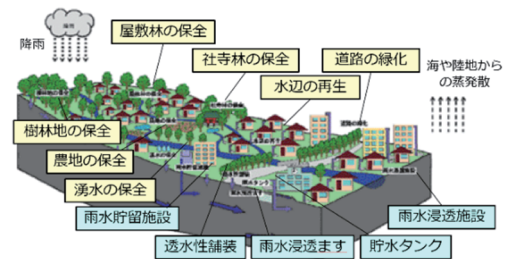 降雨
屋敷林の保全
社寺林の保全
道路の緑化
水辺の再生
海や陸地から
の蒸発散
樹林地の保全
農地の保全
湧水の保全
雨水貯留施設
透水性舗装
雨水浸透ます
貯水タンク
雨水浸透施設